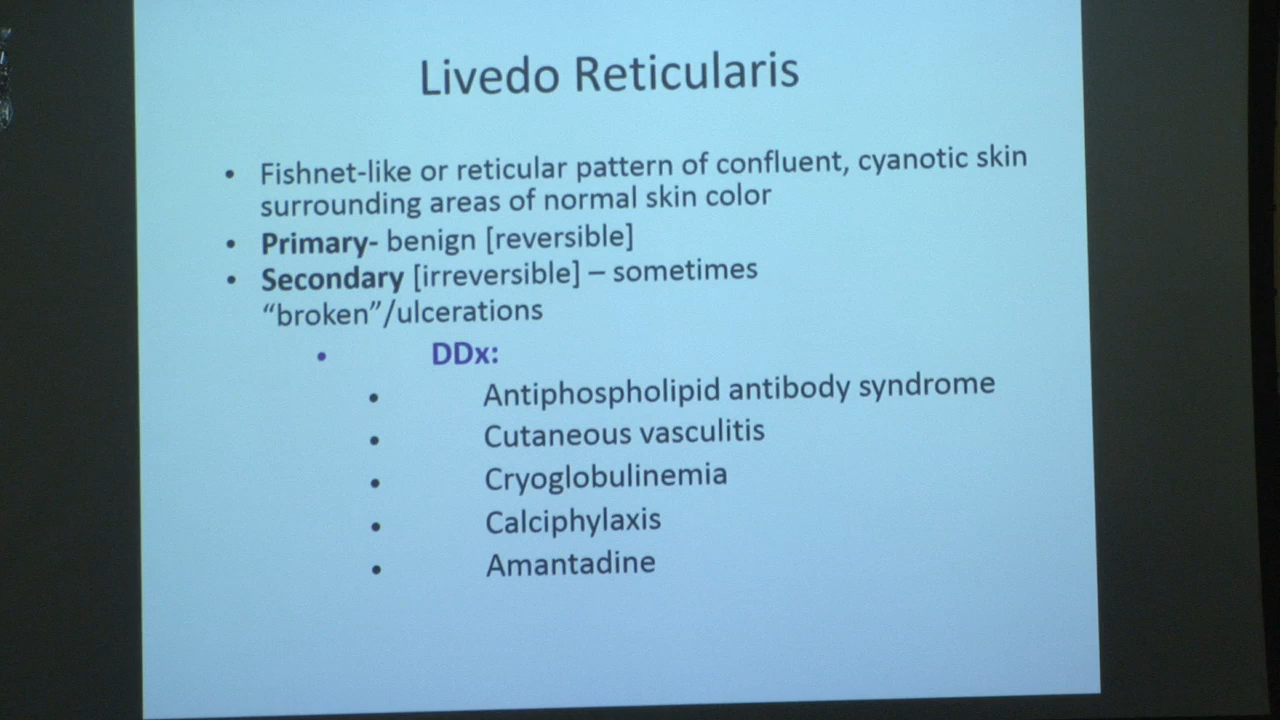 Livedo Reticularis
• Fishnet-like or reticular pattern of confluent, cyanotic skin
surrounding areas of normal skin color
• Primary- benign [reversible]
• Secondary [irreversible] – sometimes
“broken”/ulcerations
• DDx:
• Antiphospholipid antibody syndrome
• Cutaneous vasculitis
• Cryoglobulinemia
• Calciphylaxis
• Amantadine